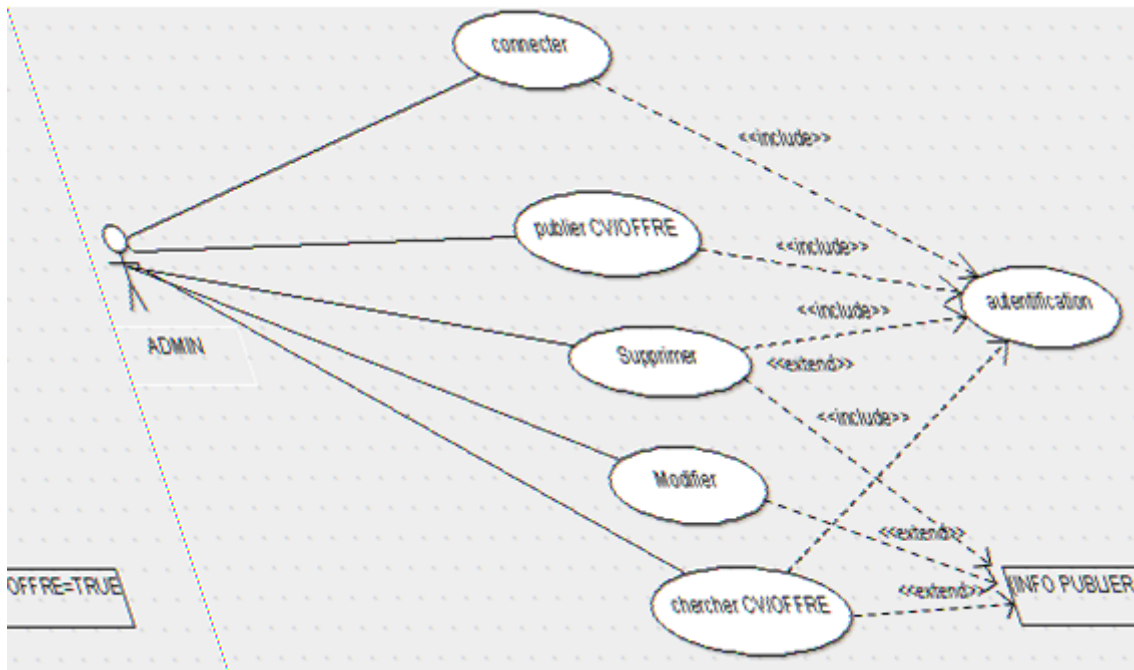 connecter
<<include>>
publier CV/OFFRE
<<include>>
autentification
<<include>>
ADMIN
Supprimer
<<extend>>
<<include>>
Modifier
<<extend>>
OFFRE=TRUE
INFO PUBLIER
<<extend>>
chercher CV/OFFRE